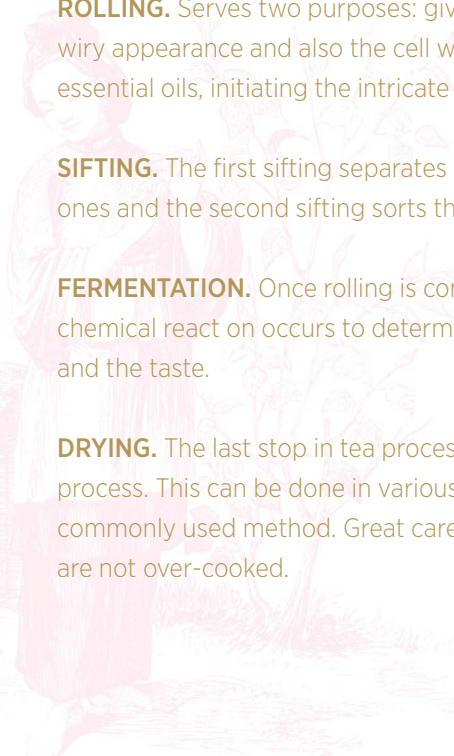 ROLLING. Serves two purposes: giv
wiry appearance and also the cell w
essential oils, initiating the intricate
SIFTING. The first sifting separates
ones and the second sifting sorts th
FERMENTATION. Once rolling is co
chemical react on occurs to determ
and the taste.
DRYING. The last stop in tea proces
process. This can be done in various
commonly used method. Great care
are not over-cooked.